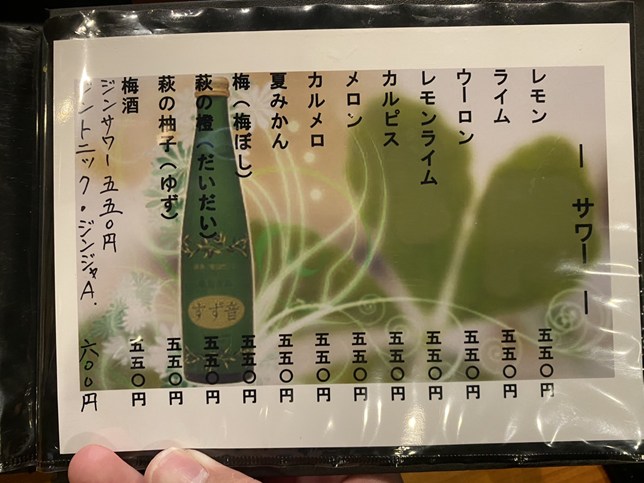 ー サワー ー
レモン 五五〇円
ライム 五五〇円
ウーロン 五五〇円
レモンライム 五五〇円
カルピス 五五〇円
メロン 五五〇円
カルメロ 五五〇円
夏みかん 五五〇円
梅(梅ぼし) 五五〇円
萩の橙(だいだい) 五五〇円
萩の柚子(ゆず) 五五〇円
梅酒 五五〇円
ジンサワー 五五〇円
ジントニック・ジンジャA. 六〇〇円
すず音